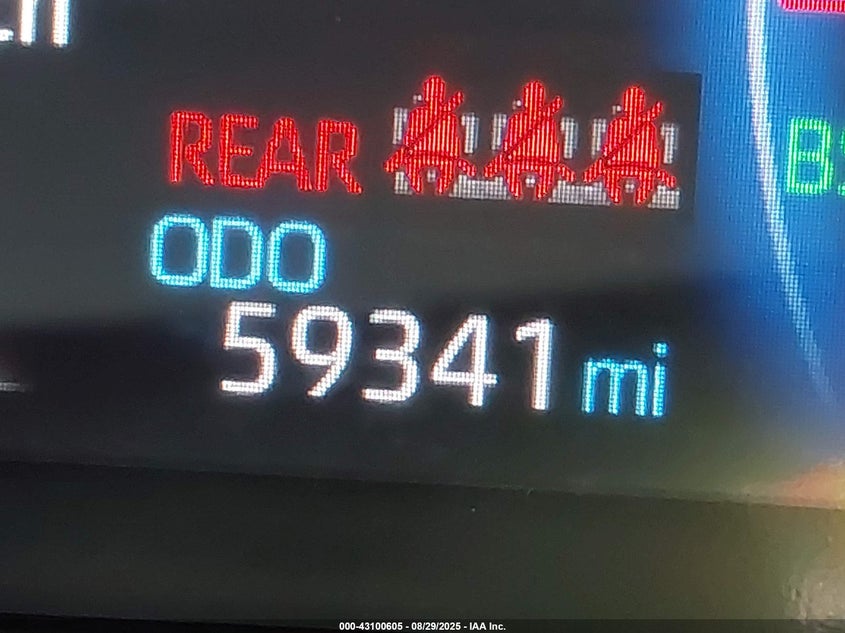 REAR
ODO
59341 mi
000-43100605 - 08/29/2025 - IAA Inc.